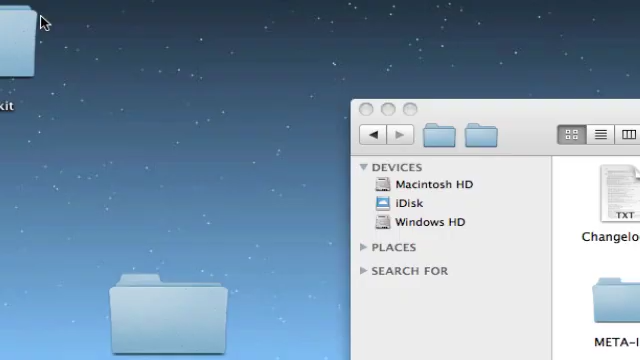 kit
DEVICES
Macintosh HD
iDisk
Windows HD
PLACES
SEARCH FOR
TXT
Changelo
META-I